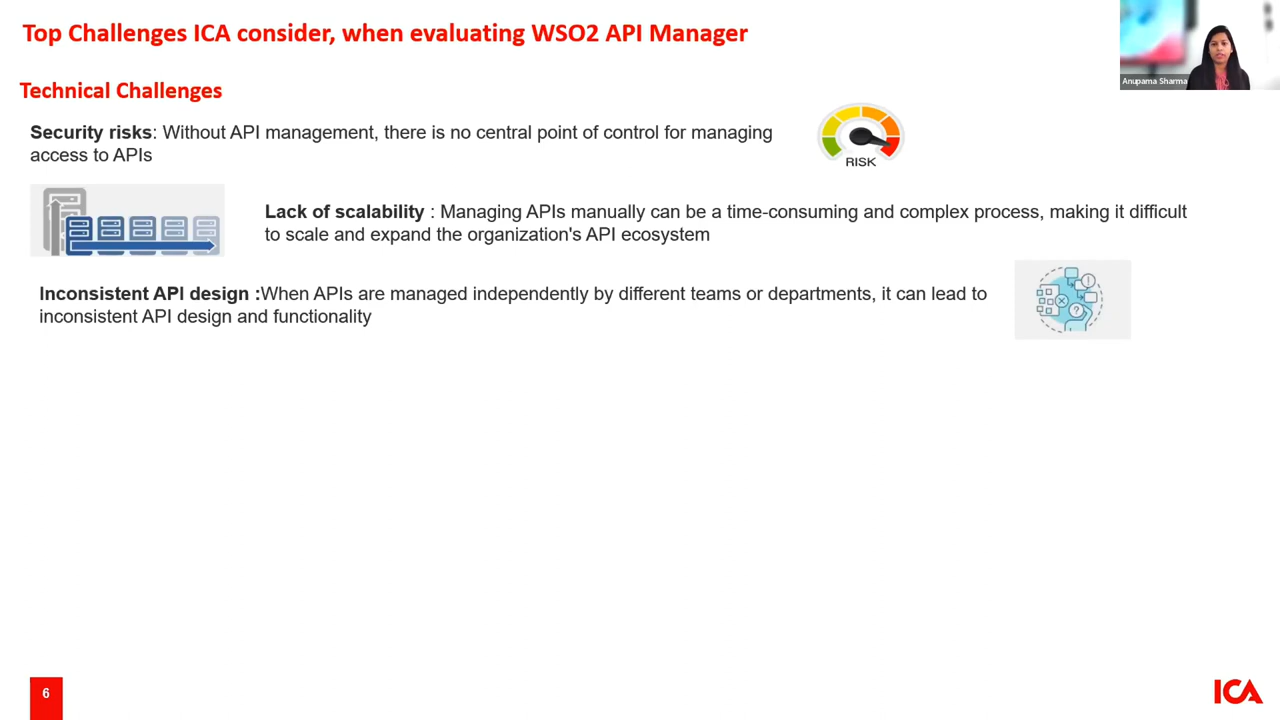 Top Challenges ICA consider, when evaluating WSO2 API Manager
Anupama Sharma
Technical Challenges
Security risks: Without API management, there is no central point of control for managing
access to APIs
RISK
Lack of scalability : Managing APIs manually can be a time-consuming and complex process, making it difficult
to scale and expand the organization's API ecosystem
Inconsistent API design :When APIs are managed independently by different teams or departments, it can lead to
inconsistent API design and functionality
6
ICA